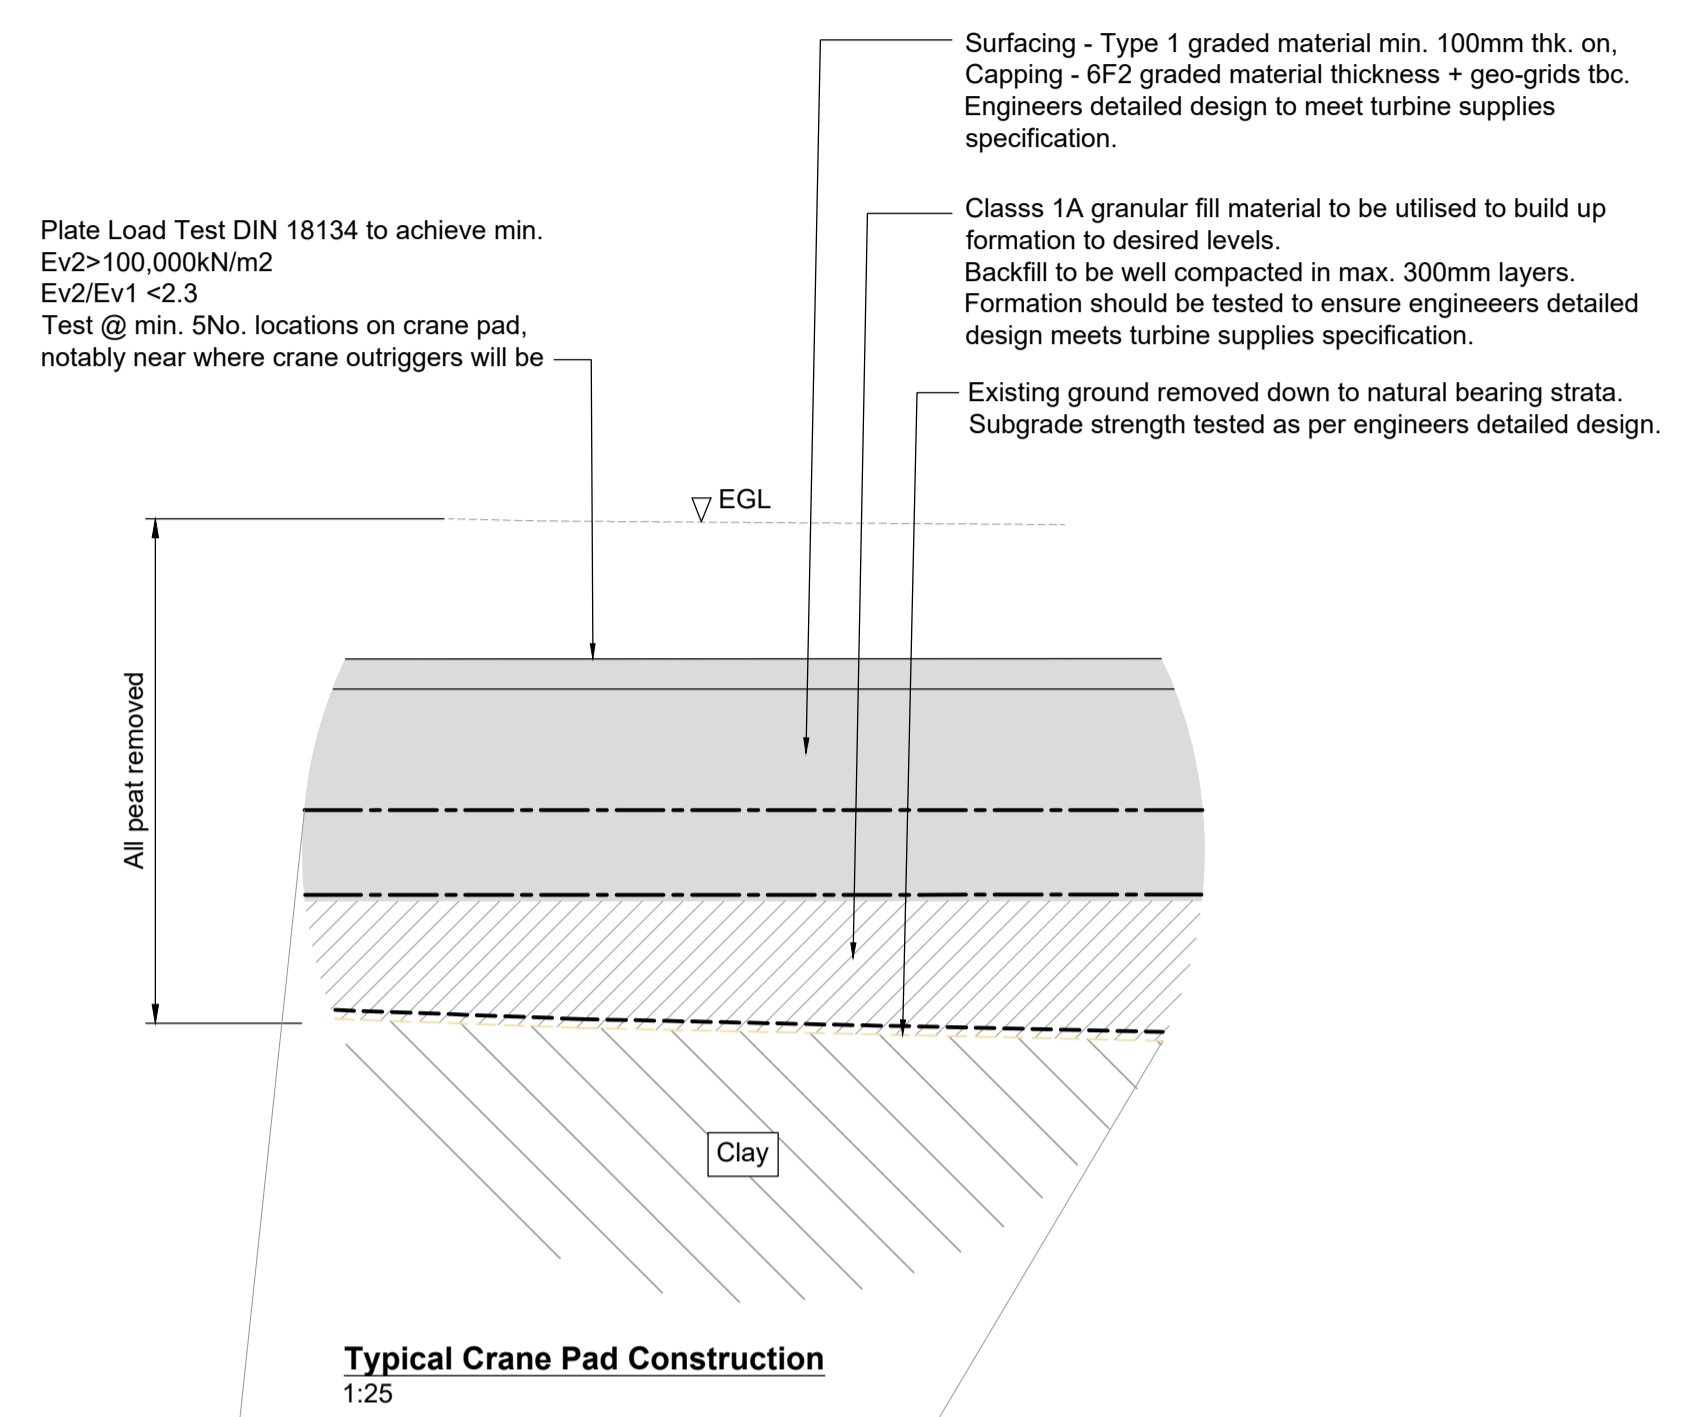 Surfacing - Type 1 graded material min. 100mm thk. on,
Capping - 6F2 graded material thickness + geo-grids tbc.
Engineers detailed design to meet turbine supplies
specification.
Classs 1A granular fill material to be utilised to build up
formation to desired levels.
Backfill to be well compacted in max. 300mm layers.
Formation should be tested to ensure engineeers detailed
design meets turbine supplies specification.
Plate Load Test DIN 18134 to achieve min.
Ev2>100,000kN/m2
Ev2/Ev1 <2.3
Test @ min. 5No. locations on crane pad,
notably near where crane outriggers will be
Existing ground removed down to natural bearing strata.
Subgrade strength tested as per engineers detailed design.
EGL
All peat removed
Clay
Typical Crane Pad Construction
1:25